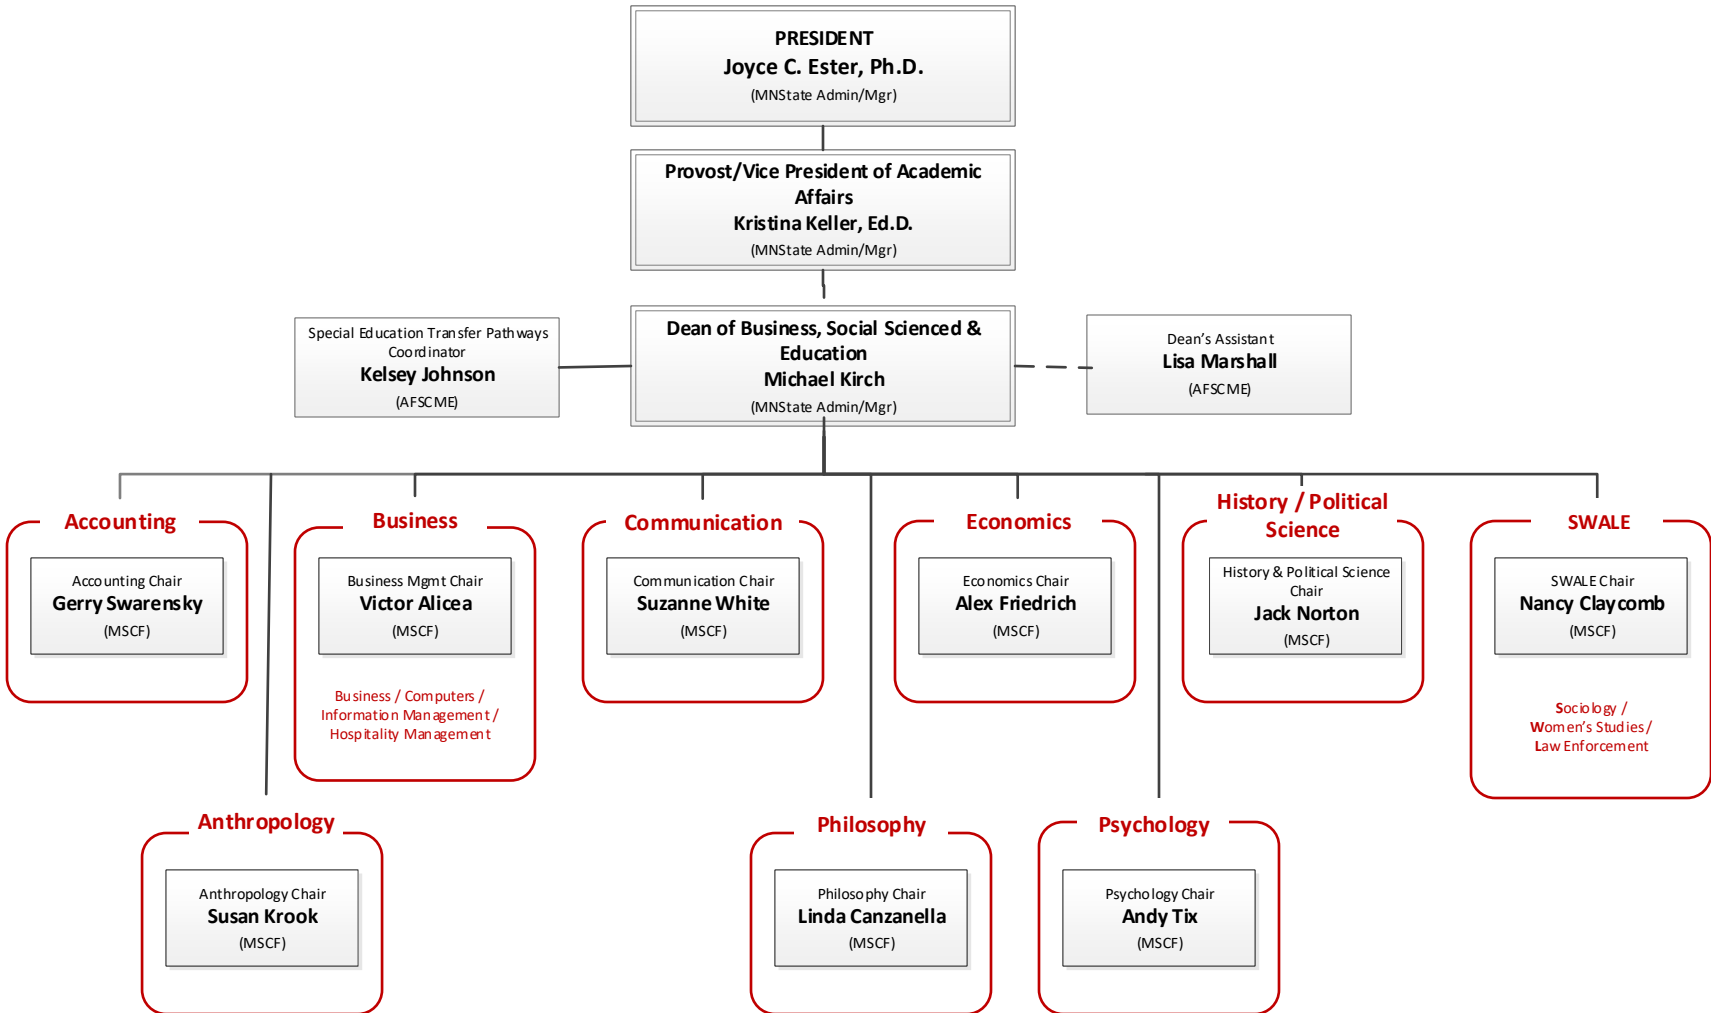 PRESIDENT
Joyce C. Ester, Ph.D.
(MNState Admin/Mgr)
Provost/Vice President of Academic
Affairs
Kristina Keller, Ed.D.
(MNState Admin/Mgr)
Special Education Transfer Pathways
Coordinator
Kelsey Johnson
(AFSCME)
Dean of Business, Social Scienced &
Education
Michael Kirch
(MNState Admin/Mgr)
Dean's Assistant
Lisa Marshall
(AFSCME)
Accounting
Accounting Chair
Gerry Swarensky
(MSCF)
Business
Business Mgmt Chair
Victor Alicea
(MSCF)
Business / Computers /
Information Management /
Hospitality Management
Communication
Communication Chair
Suzanne White
(MSCF)
Economics
Economics Chair
Alex Friedrich
(MSCF)
History / Political
Science
History & Political Science
Chair
Jack Norton
(MSCF)
SWALE
SWALE Chair
Nancy Claycomb
(MSCF)
Sociology /
Women's Studies /
Law Enforcement
Anthropology
Anthropology Chair
Susan Krook
(MSCF)
Philosophy
Philosophy Chair
Linda Canzanella
(MSCF)
Psychology
Psychology Chair
Andy Tix
(MSCF)